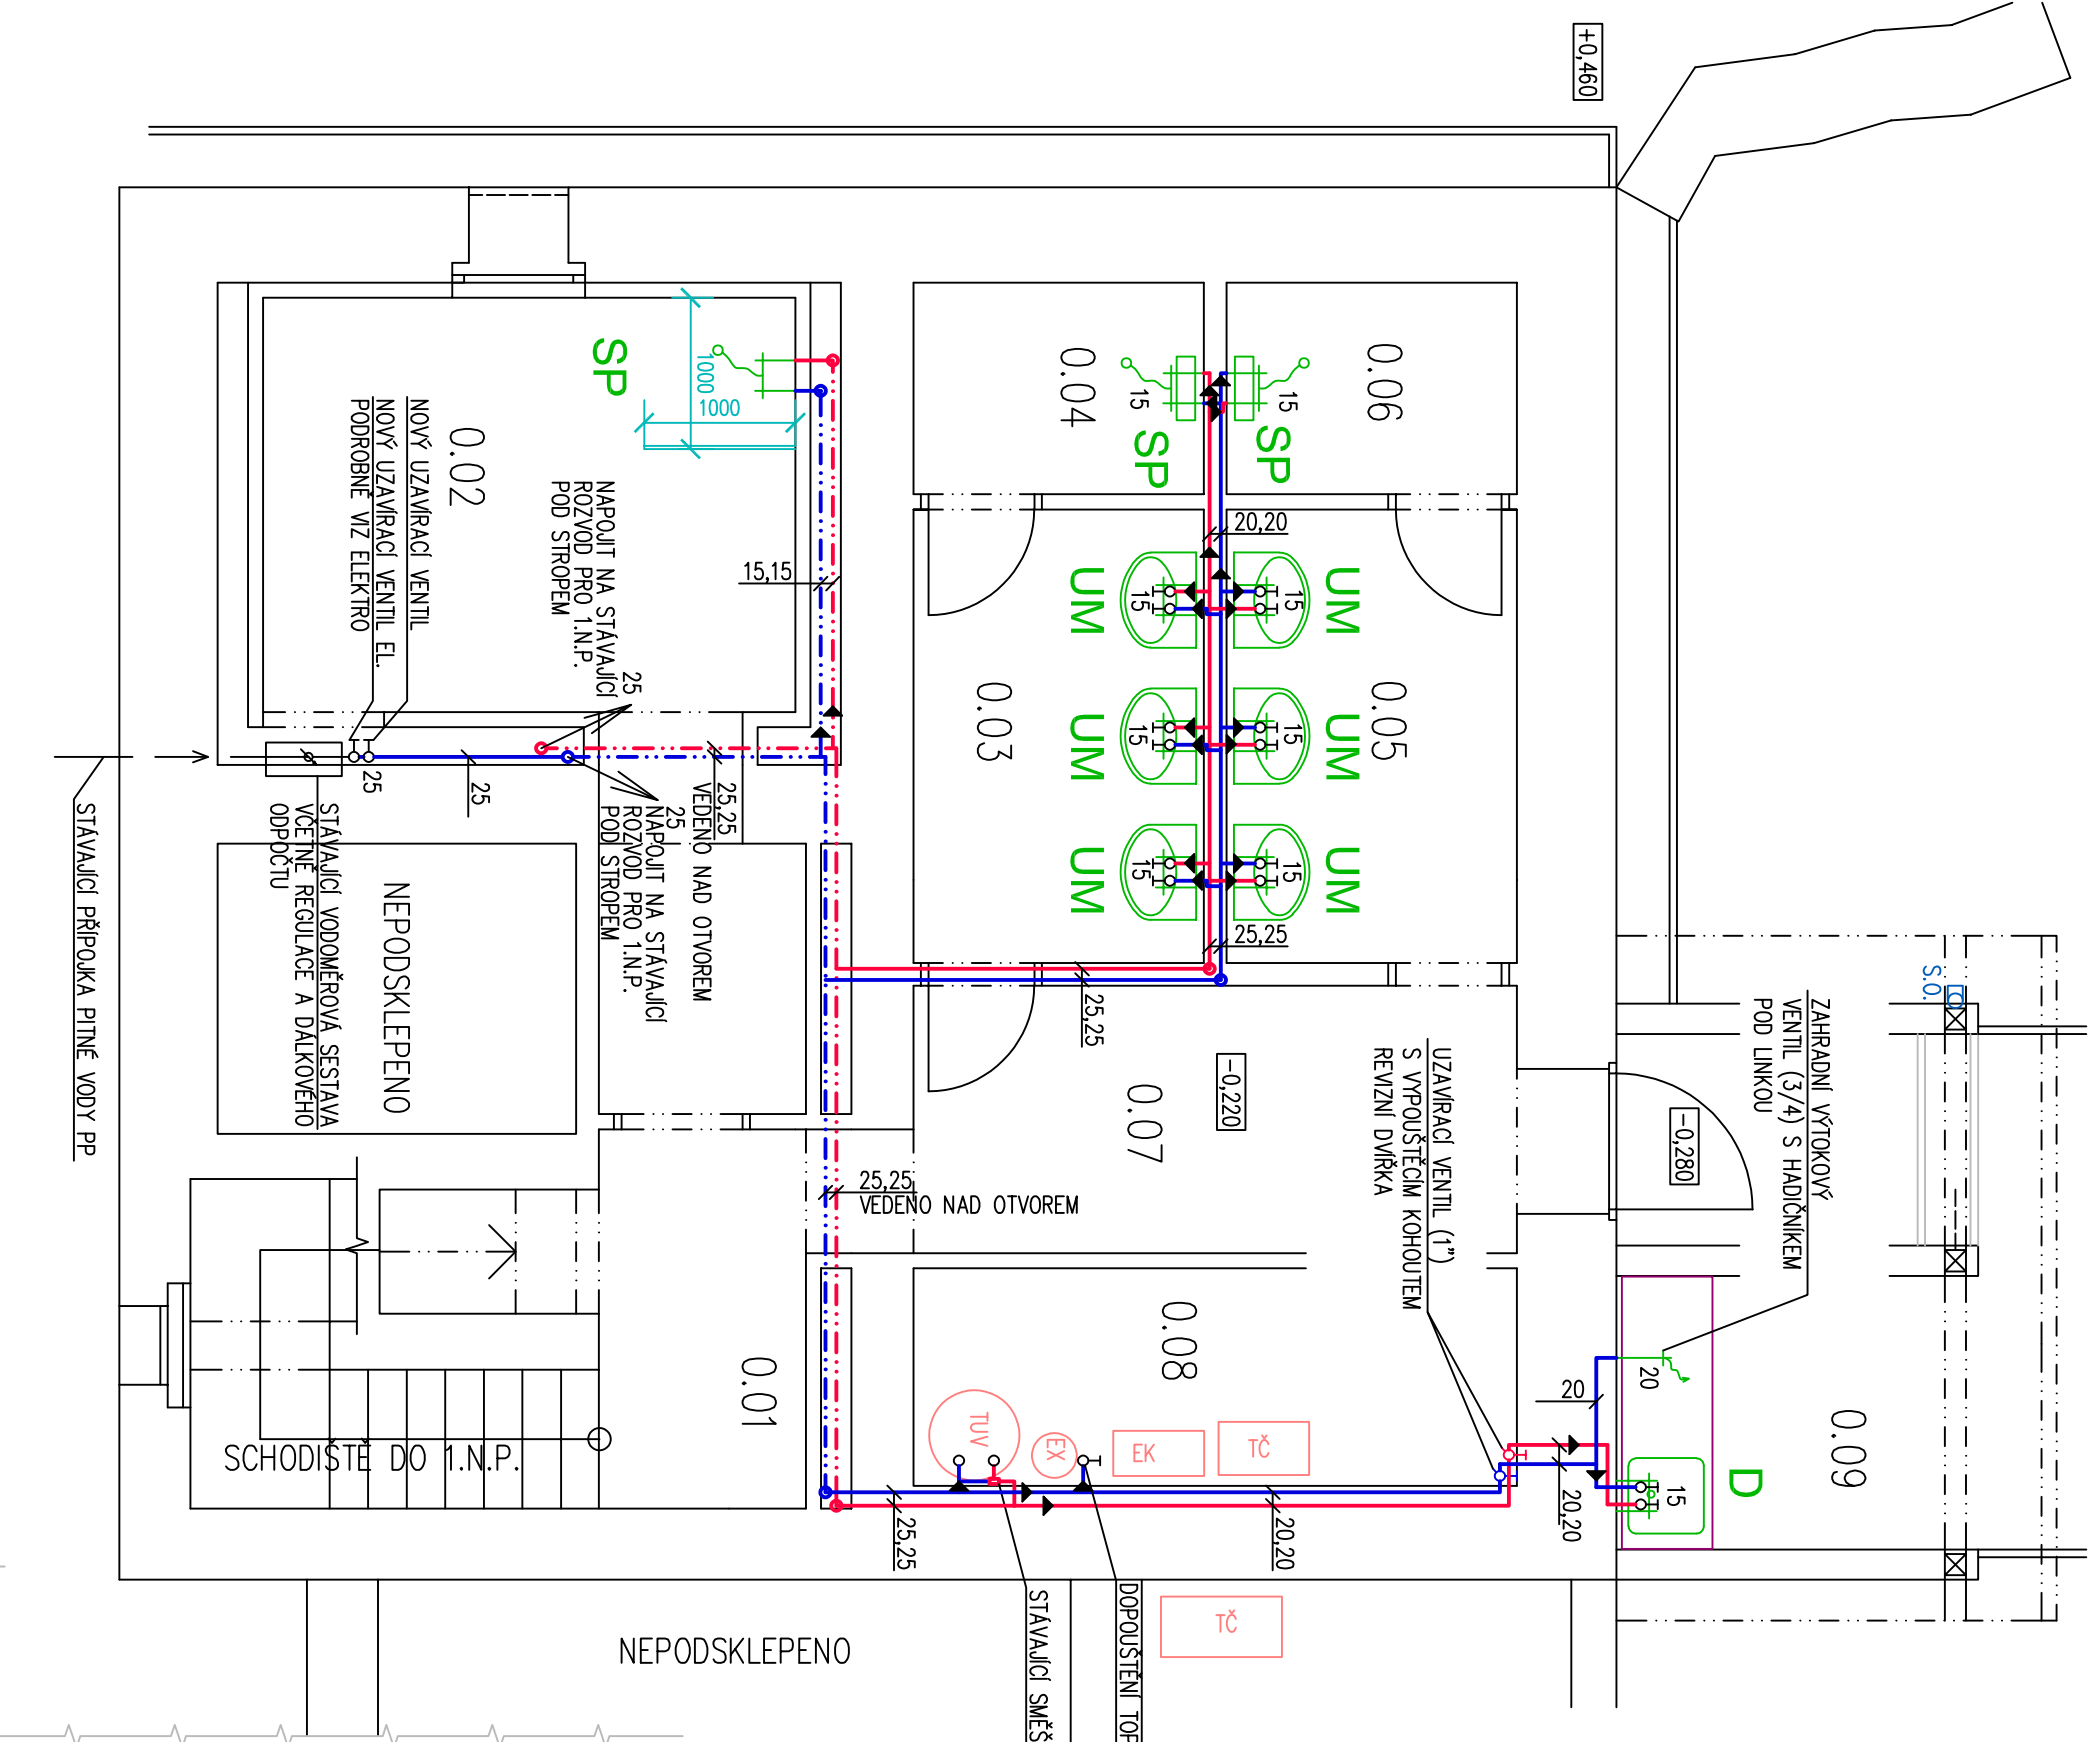 +0,460
0.06
0.04
15
15
SP
SP
SP
1000
1000
0.02
NOVÝ UZAVÍRACÍ VENTIL
NOVÝ UZAVÍRACÍ VENTIL EL.
PODROBNĚ VIZ ELEKTRO
NAPOJIT NA STÁVAJÍCÍ
ROZVOD PRO 1.N.P.
POD STROPEM
25
15,15
20,20
UM
UM
15
15
0.03
0.05
UM
UM
15
15
UM
UM
15
15
25,25
25,25
25
25
25,25
VEDENO NAD OTVOREM
25
NAPOJIT NA STÁVAJÍCÍ
ROZVOD PRO 1.N.P.
POD STROPEM
STÁVAJÍCÍ VODOMĚROVÁ SESTAVA
VČETNĚ REGULACE A DÁLKOVÉHO
ODPOČTU
STÁVAJÍCÍ PŘÍPOJKA PITNÉ VODY PP
NEPODSKLEPENO
S.O.
ZAHRADNÍ VÝTOKOVÝ
VENTIL (3/4) S HADIČNÍKEM
POD LINKOU
-0,220
-0,280
0.07
UZAVÍRACÍ VENTIL (1")
S VYPOUŠTĚCÍM KOHOUTEM
REVIZNÍ DVÍŘKA
25,25
VEDENO NAD OTVOREM
0.08
0.01
0.09
20
20
TUV
EX
EK
TČ
D
15
SCHODIŠTĚ DO 1.N.P.
25,25
20,20
20,20
TČ
NEPODSKLEPENO
STÁVAJÍCÍ SMĚŠ
DOPOUŠTĚNÍ TOP